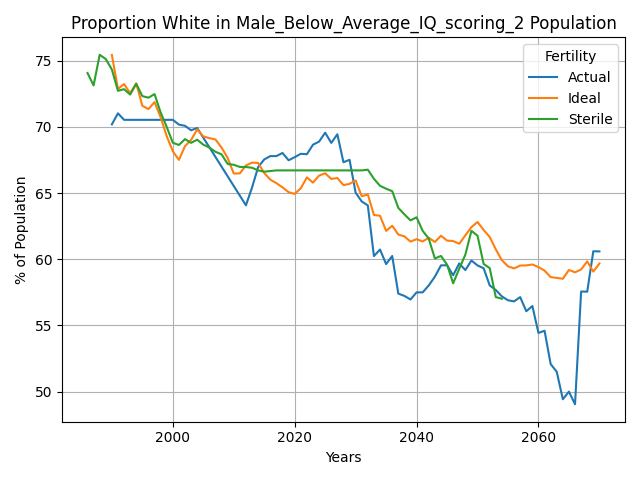 Proportion White in Male_Below_Average_IQ_scoring_2 Population
Fertility
Actual
Ideal
Sterile
% of Population
75
70
65
60
55
50
2000
2020
2040
2060
Years